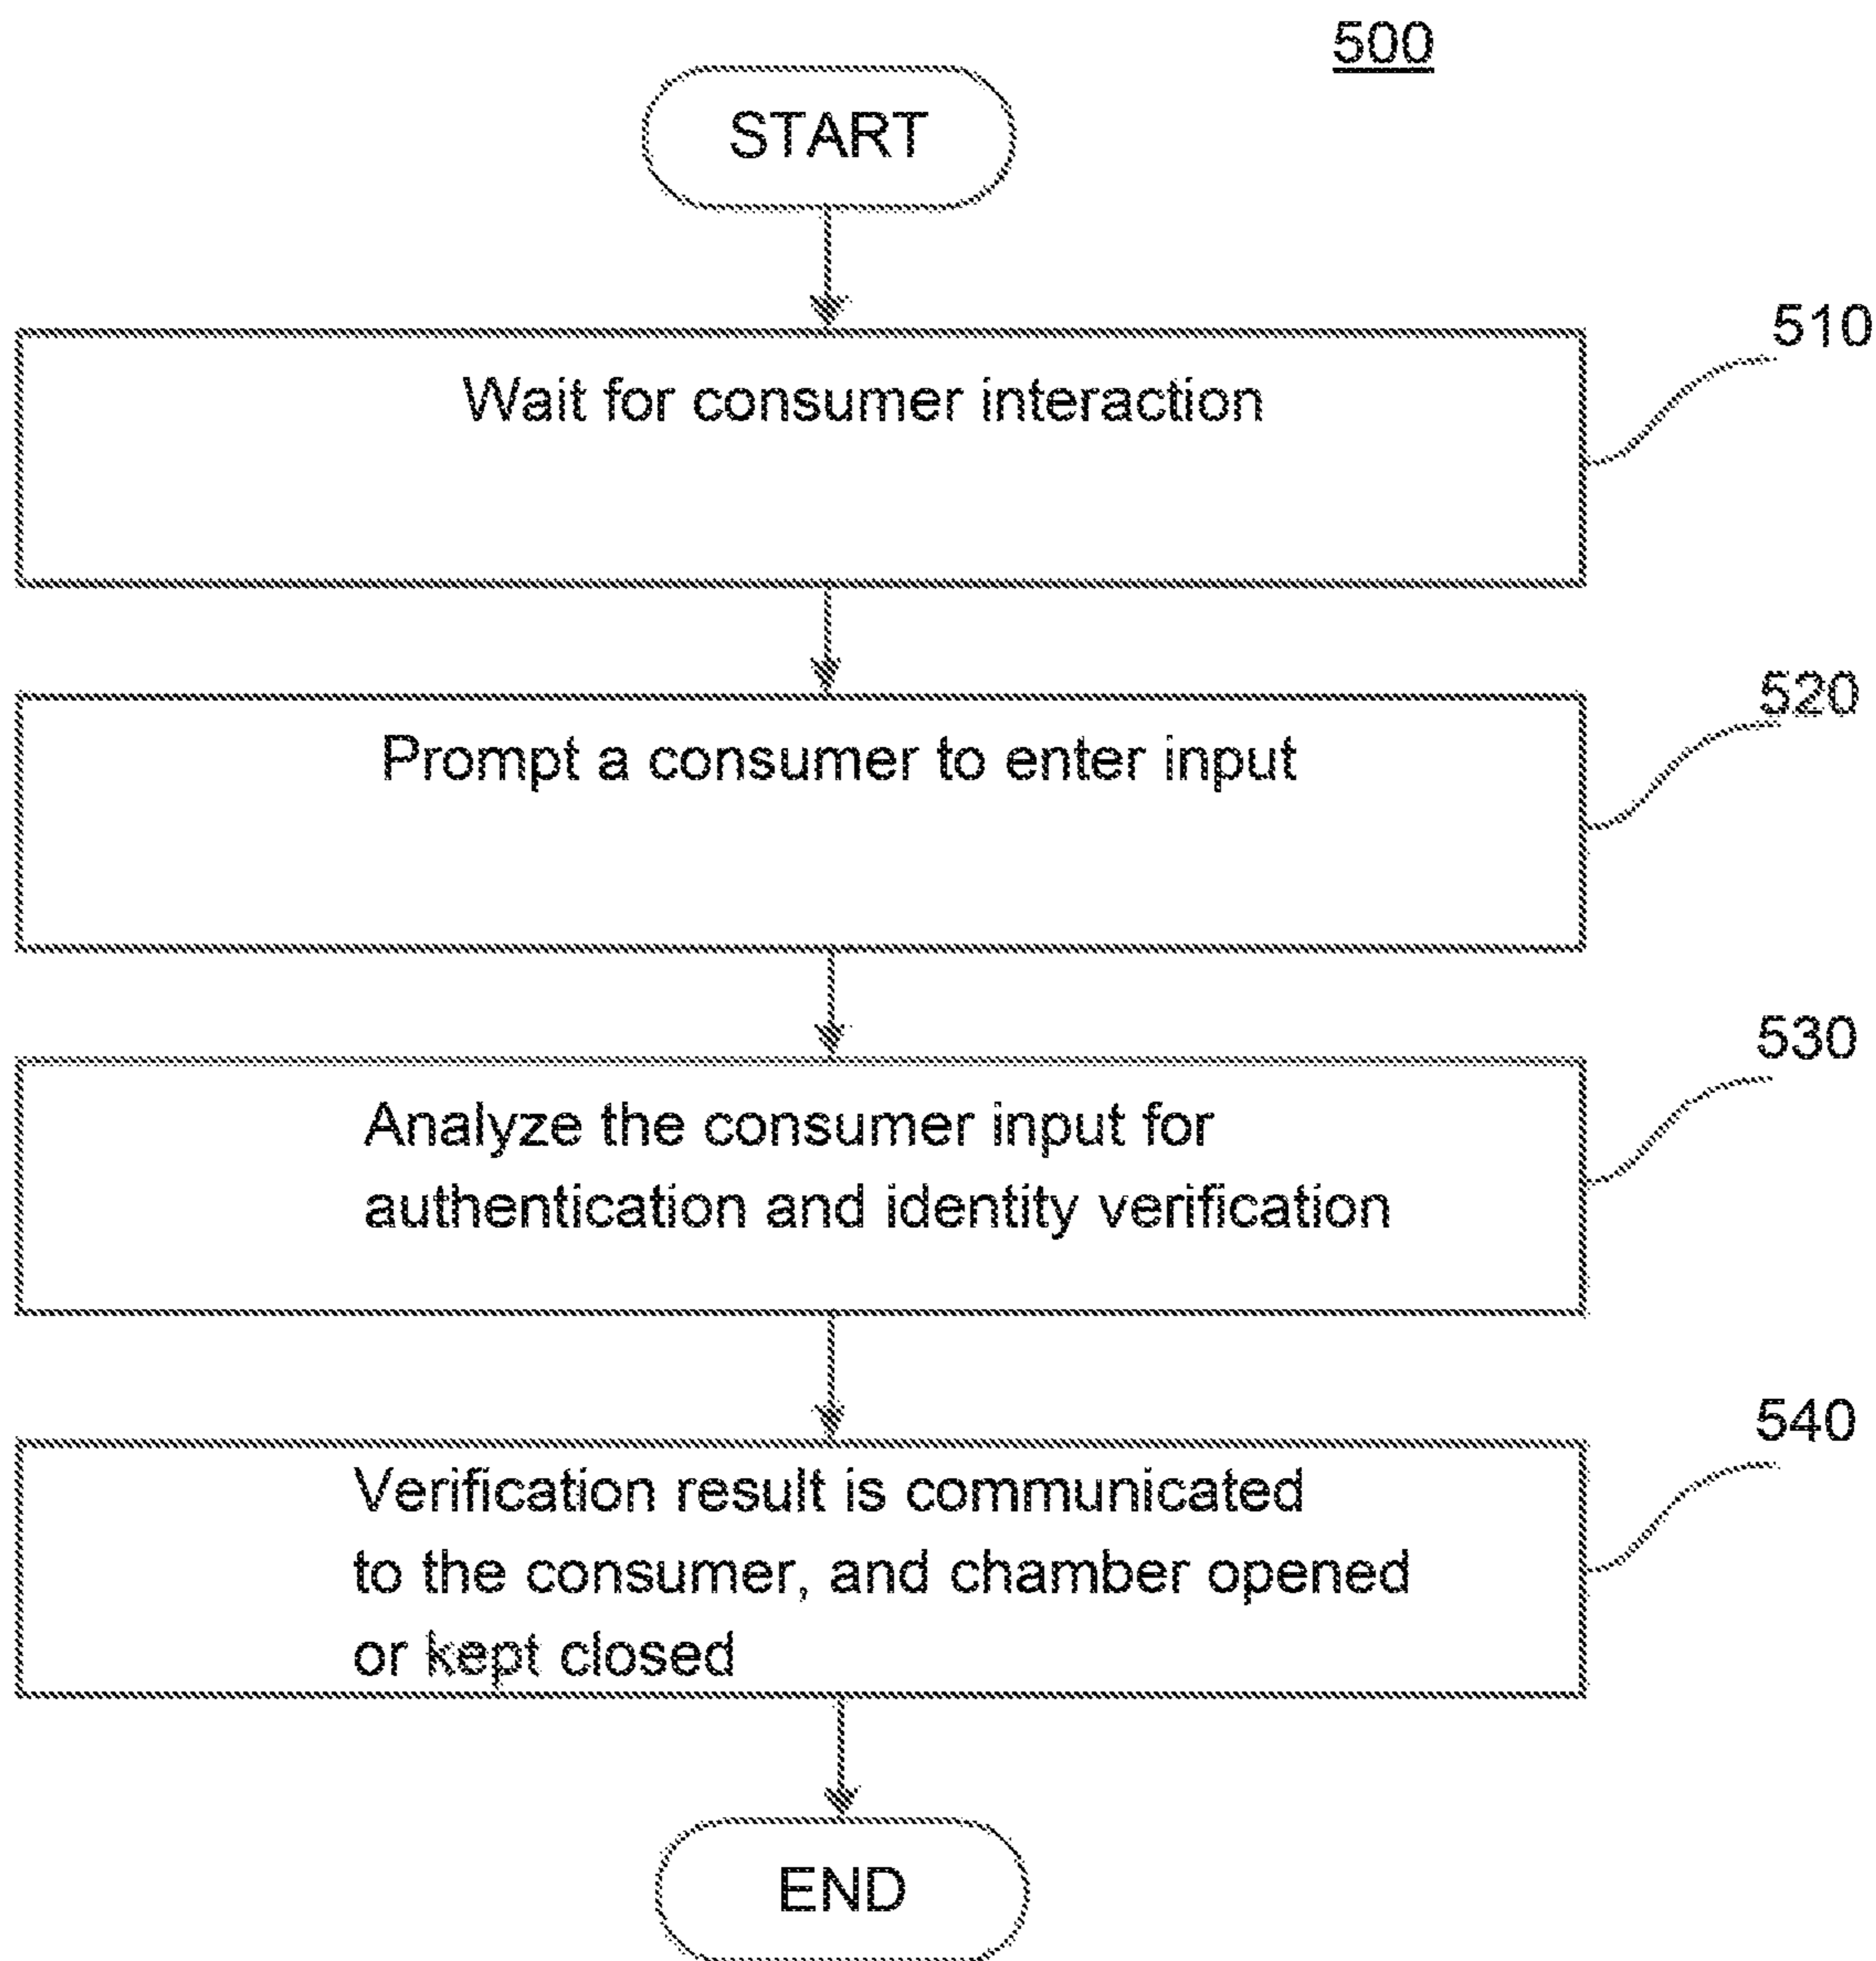 500
START
510
Wait for consumer interaction
520
Prompt a consumer to enter input
530
Analyze the consumer input for
authentication and identity verification
540
Verification result is communicated
to the consumer, and chamber opened
or kept closed
END